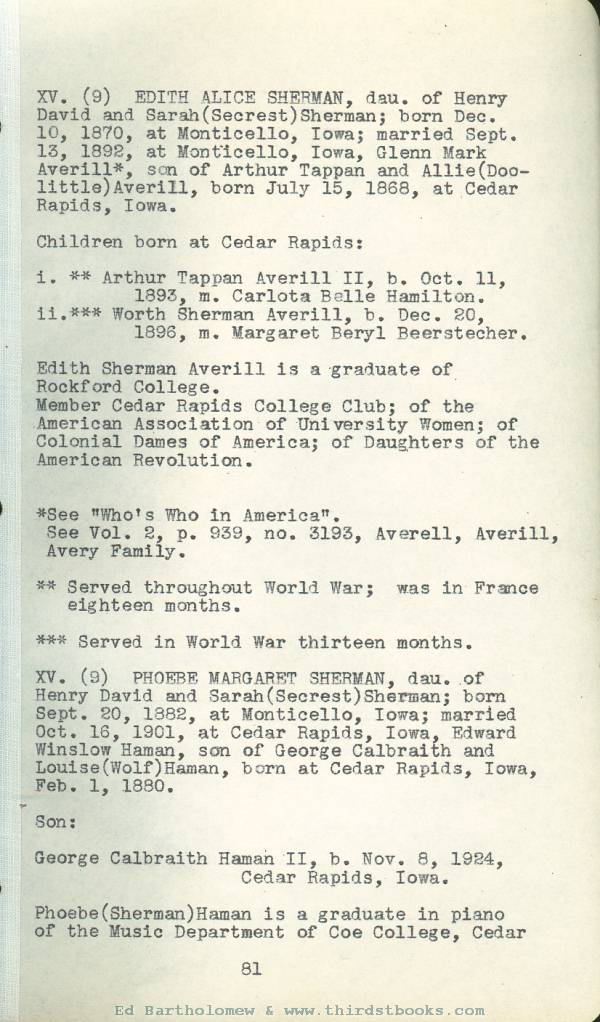 XV. (9) EDITH ALICE SHERMAN, dau. of Henry
David and Sarah(Secrest)Sherman; born Dec.
10, 1870, at Monticello, Iowa; married Sept.
13, 1892, at Monticello, Iowa, Glenn Mark
Averill*, son of Arthur Tappan and Allie(Doo-
little)Averill, born July 15, 1868, at Cedar
Rapids, Iowa.
Children born at Cedar Rapids:
i. ** Arthur Tappan Averill II, b. Oct. 11,
1893, m. Carlota Belle Hamilton.
ii.*** Worth Sherman Averill, b. Dec. 20,
1896, m. Margaret Beryl Beerstecher.
Edith Sherman Averill is a graduate of
Rockford College.
Member Cedar Rapids College Club; of the
American Association of University Women; of
Colonial Dames of America; of Daughters of the
American Revolution.
*See "Who's Who in America".
See Vol. 2, p. 939, no. 3193, Averell, Averill,
Avery Family.
** Served throughout World War; was in France
eighteen months.
*** Served in World War thirteen months.
XV. (9) PHOEBE MARGARET SHERMAN, dau. of
Henry David and Sarah(Secrest)Sherman; born
Sept. 20, 1882, at Monticello, Iowa; married
Oct. 16, 1901, at Cedar Rapids, Iowa, Edward
Winslow Haman, son of George Calbraith and
Louise(Wolf)Haman, born at Cedar Rapids, Iowa,
Feb. 1, 1880.
Son:
George Calbraith Haman II, b. Nov. 8, 1924,
Cedar Rapids, Iowa.
Phoebe(Sherman)Haman is a graduate in piano
of the Music Department of Coe College, Cedar
81
Ed Bartholomew & www.thirdstbooks.com